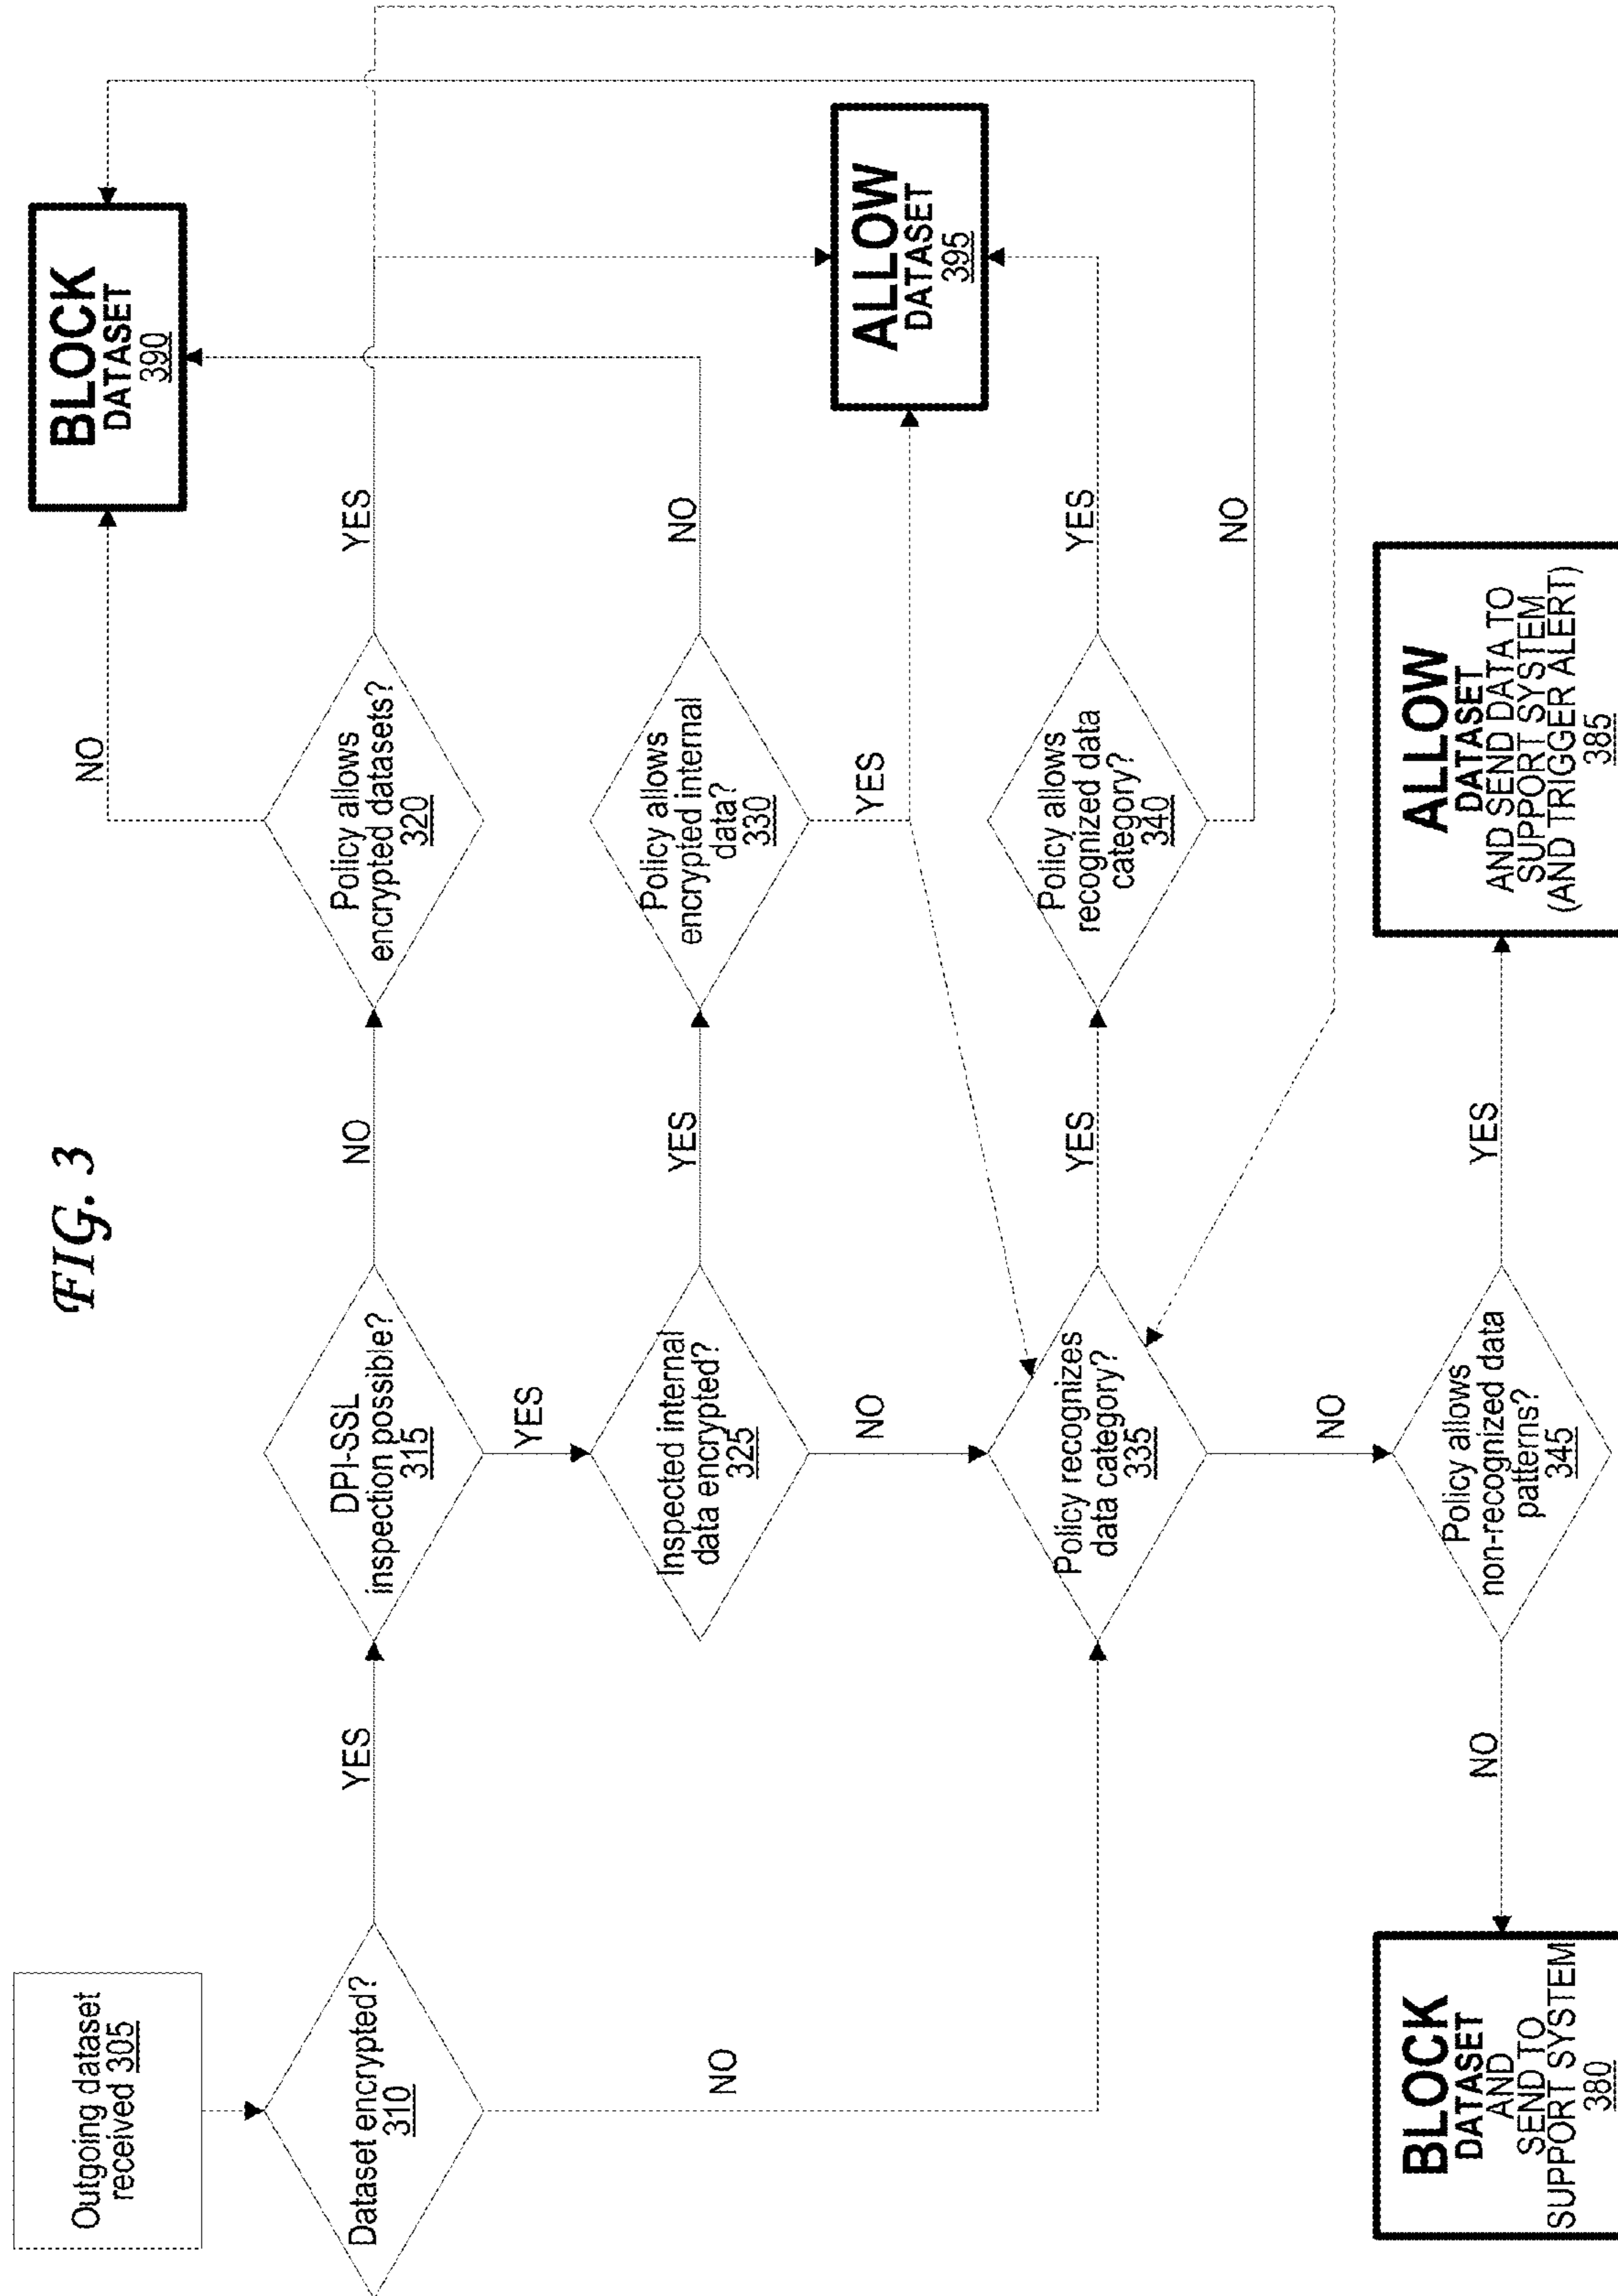 FIG. 3
Outgoing dataset
received 305
Dataset encrypted?
310
YES
NO
DPI-SSL
inspection possible?
315
NO
YES
Policy allows
encrypted datasets?
320
NO
YES
BLOCK
DATASET
390
Inspected internal
data encrypted?
325
YES
NO
Policy allows
encrypted internal
data?
330
NO
YES
ALLOW
DATASET
395
Policy recognizes
data category?
335
YES
NO
Policy allows
recognized data
category?
340
YES
NO
Policy allows
non-recognized data
patterns?
345
NO
YES
BLOCK
DATASET
AND
SEND TO
SUPPORT SYSTEM
380
ALLOW
DATASET
AND SEND DATA TO
SUPPORT SYSTEM
(AND TRIGGER ALERT)
385